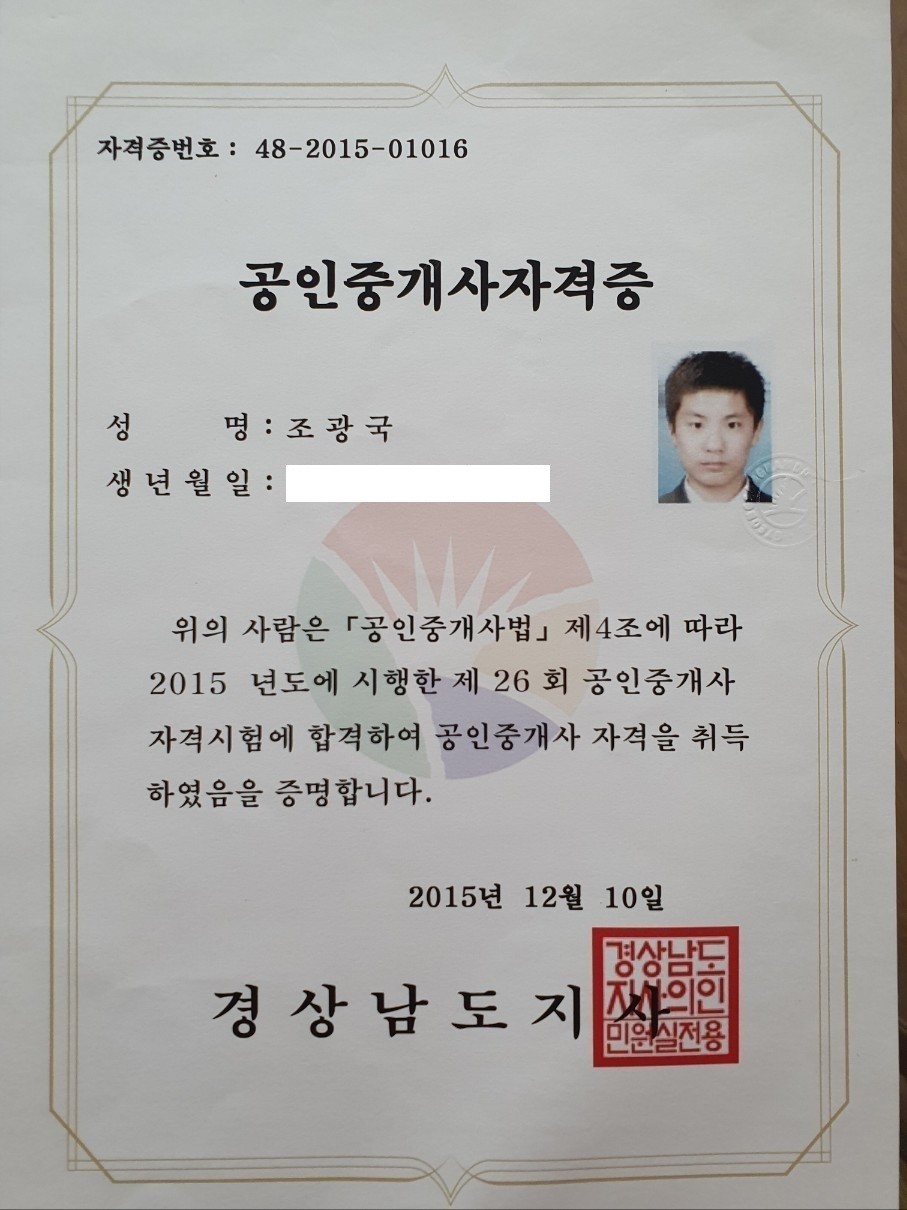 자격증번호 : 48-2015-01016
공인중개사자격증
성 명 : 조 광 국
생 년 월 일 :
위의 사람은 「공인중개사법」 제4조에 따라
2015 년도에 시행한 제 26 회 공인중개사
자격시험에 합격하여 공인중개사 자격을 취득
하였음을 증명합니다.
2015년 12월 10일
경 상 남 도 지 사
경상남도
지사의인
민원실전용